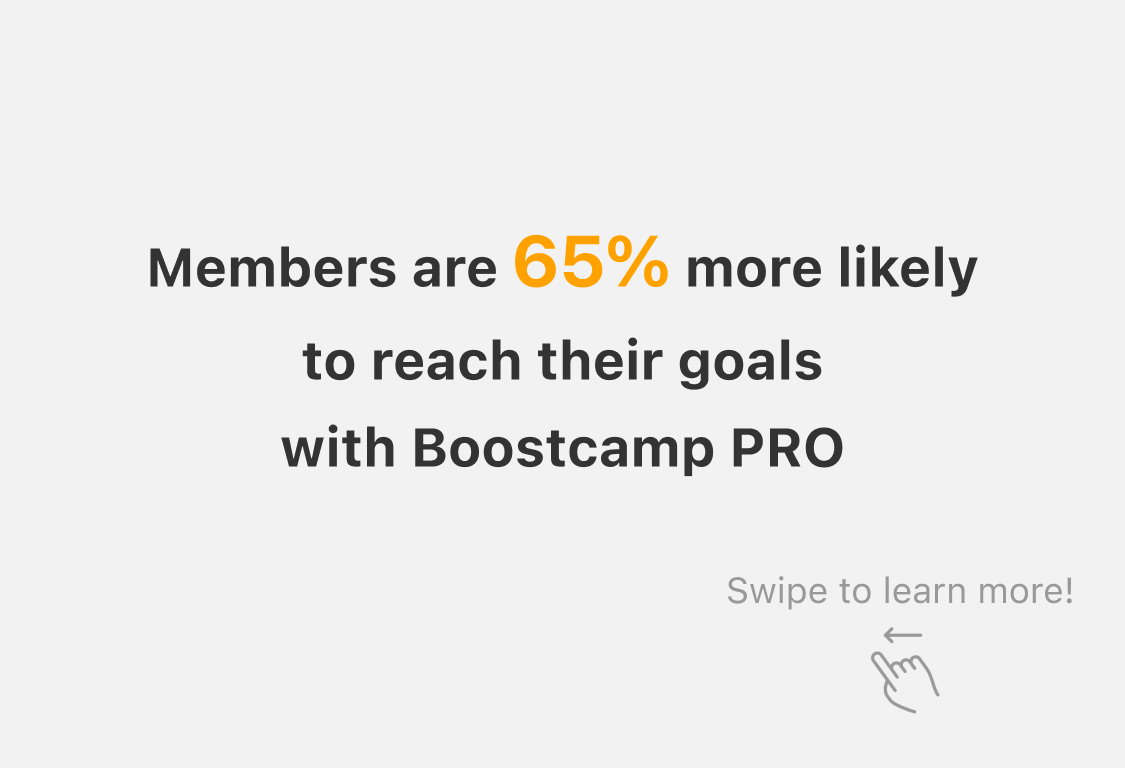 Members are 65% more likely
to reach their goals
with Boostcamp PRO
Swipe to learn more!